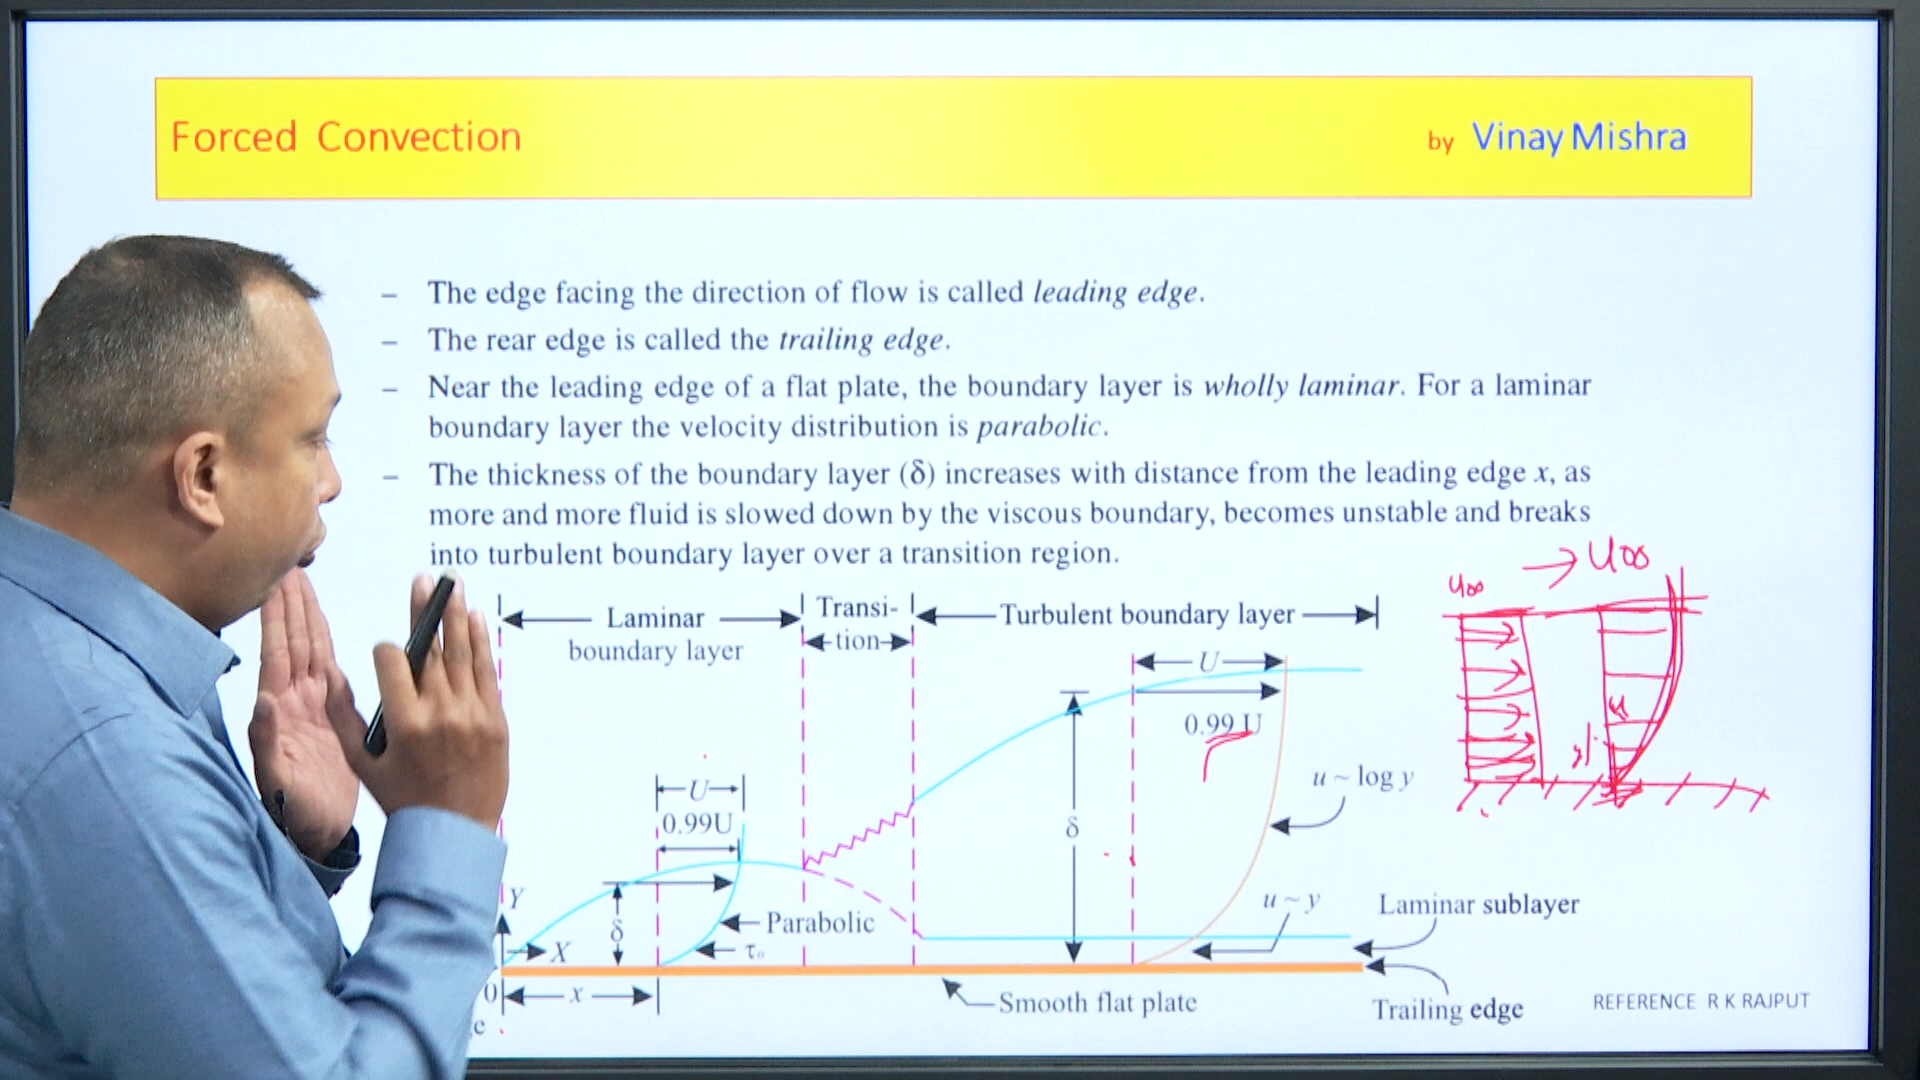 Forced Convection by Vinay Mishra
– The edge facing the direction of flow is called leading edge.
– The rear edge is called the trailing edge.
– Near the leading edge of a flat plate, the boundary layer is wholly laminar. For a laminar
boundary layer the velocity distribution is parabolic.
– The thickness of the boundary layer (δ) increases with distance from the leading edge x, as
more and more fluid is slowed down by the viscous boundary, becomes unstable and breaks
into turbulent boundary layer over a transition region.
U∞
U∞
Laminar
boundary layer
Transi-
tion
Turbulent boundary layer
U
0.99 U
u ~ log y
U
0.99U
δ
u
Y
X
δ
Parabolic
τₒ
u ~ y
Laminar sublayer
0
x
Smooth flat plate
Trailing edge
REFERENCE R K RAJPUT
e